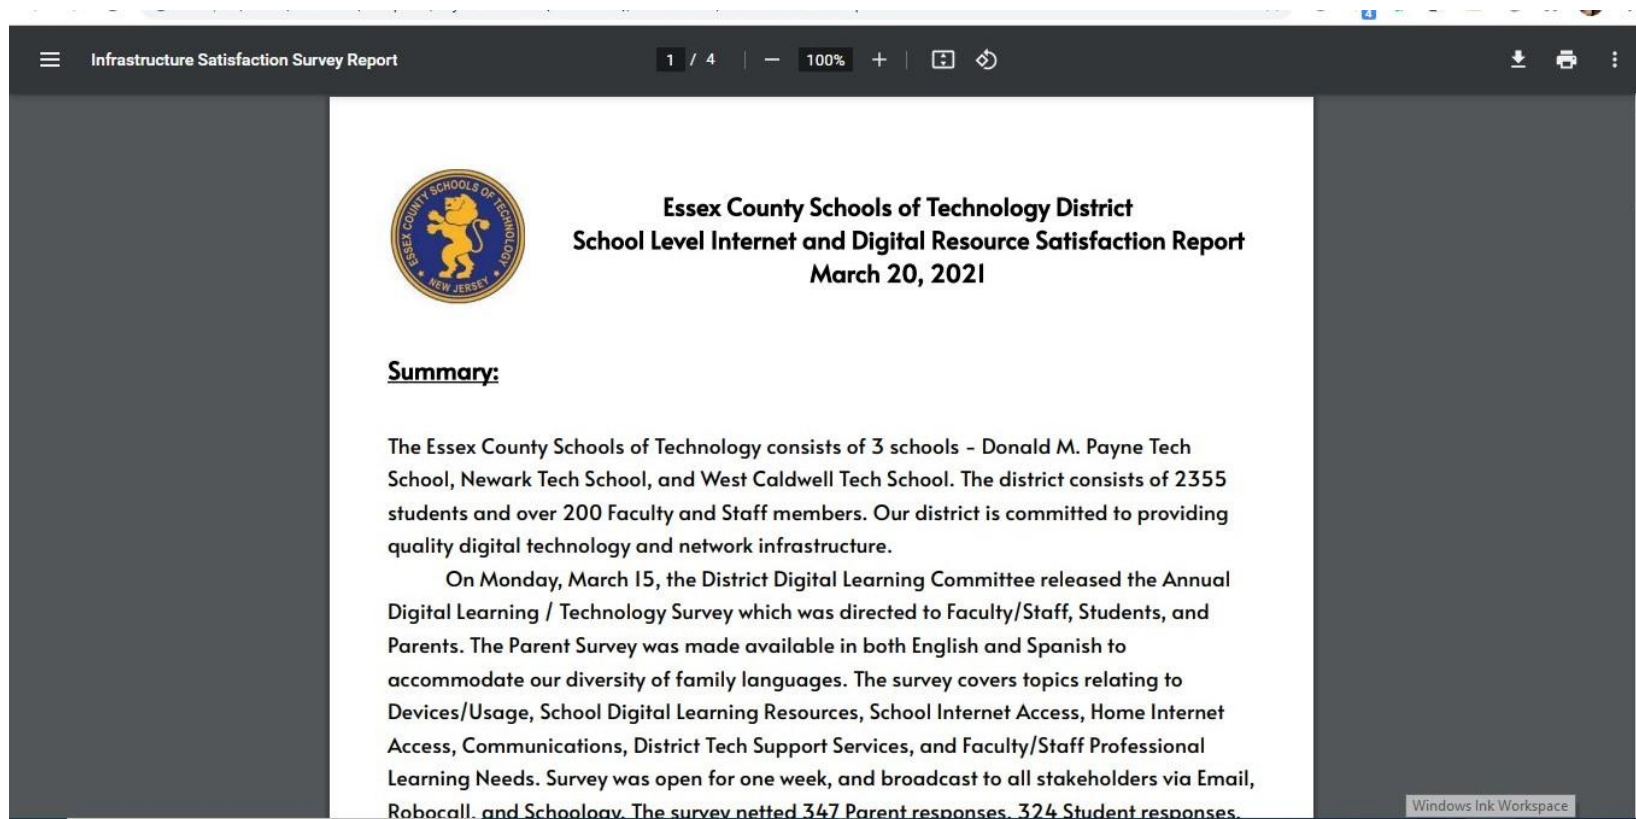 Infrastructure Satisfaction Survey Report
1 / 4
100%
4
ESSEX COUNTY SCHOOLS OF TECHNOLOGY
NEW JERSEY
Essex County Schools of Technology District
School Level Internet and Digital Resource Satisfaction Report
March 20, 2021
Summary:
The Essex County Schools of Technology consists of 3 schools - Donald M. Payne Tech
School, Newark Tech School, and West Caldwell Tech School. The district consists of 2355
students and over 200 Faculty and Staff members. Our district is committed to providing
quality digital technology and network infrastructure.
On Monday, March 15, the District Digital Learning Committee released the Annual
Digital Learning / Technology Survey which was directed to Faculty/Staff, Students, and
Parents. The Parent Survey was made available in both English and Spanish to
accommodate our diversity of family languages. The survey covers topics relating to
Devices/Usage, School Digital Learning Resources, School Internet Access, Home Internet
Access, Communications, District Tech Support Services, and Faculty/Staff Professional
Learning Needs. Survey was open for one week, and broadcast to all stakeholders via Email,
Robocall, and Schoology. The survey netted 347 Parent responses, 324 Student responses,
Windows Ink Workspace